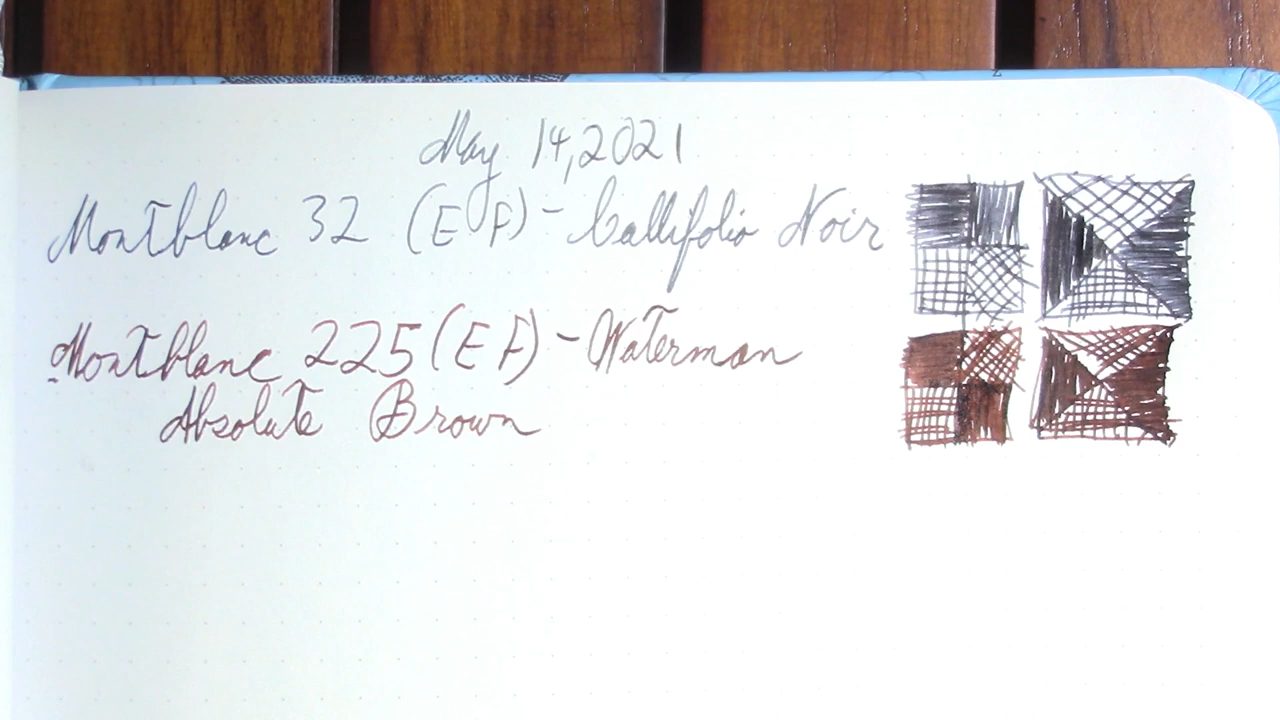 May 14, 2021
Montblanc 32 (EF) - Callifolio Noir
Montblanc 225 (EF) - Waterman
Absolute Brown